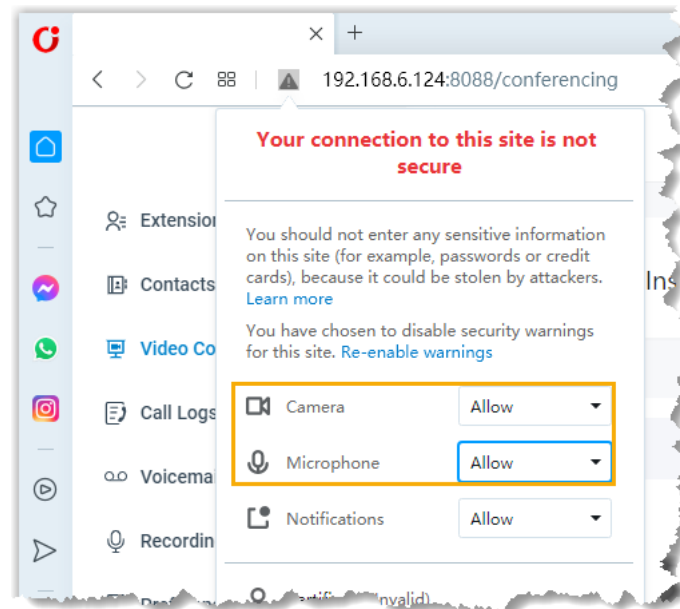 192.168.6.124:8088/conferencing
Your connection to this site is not
secure
You should not enter any sensitive information
on this site (for example, passwords or credit
cards), because it could be stolen by attackers.
Learn more
You have chosen to disable security warnings
for this site. Re-enable warnings
Camera Allow
Microphone Allow
Notifications Allow
Extension
Contacts
Video Co
Call Logs
Voicema
Recordin
Ins